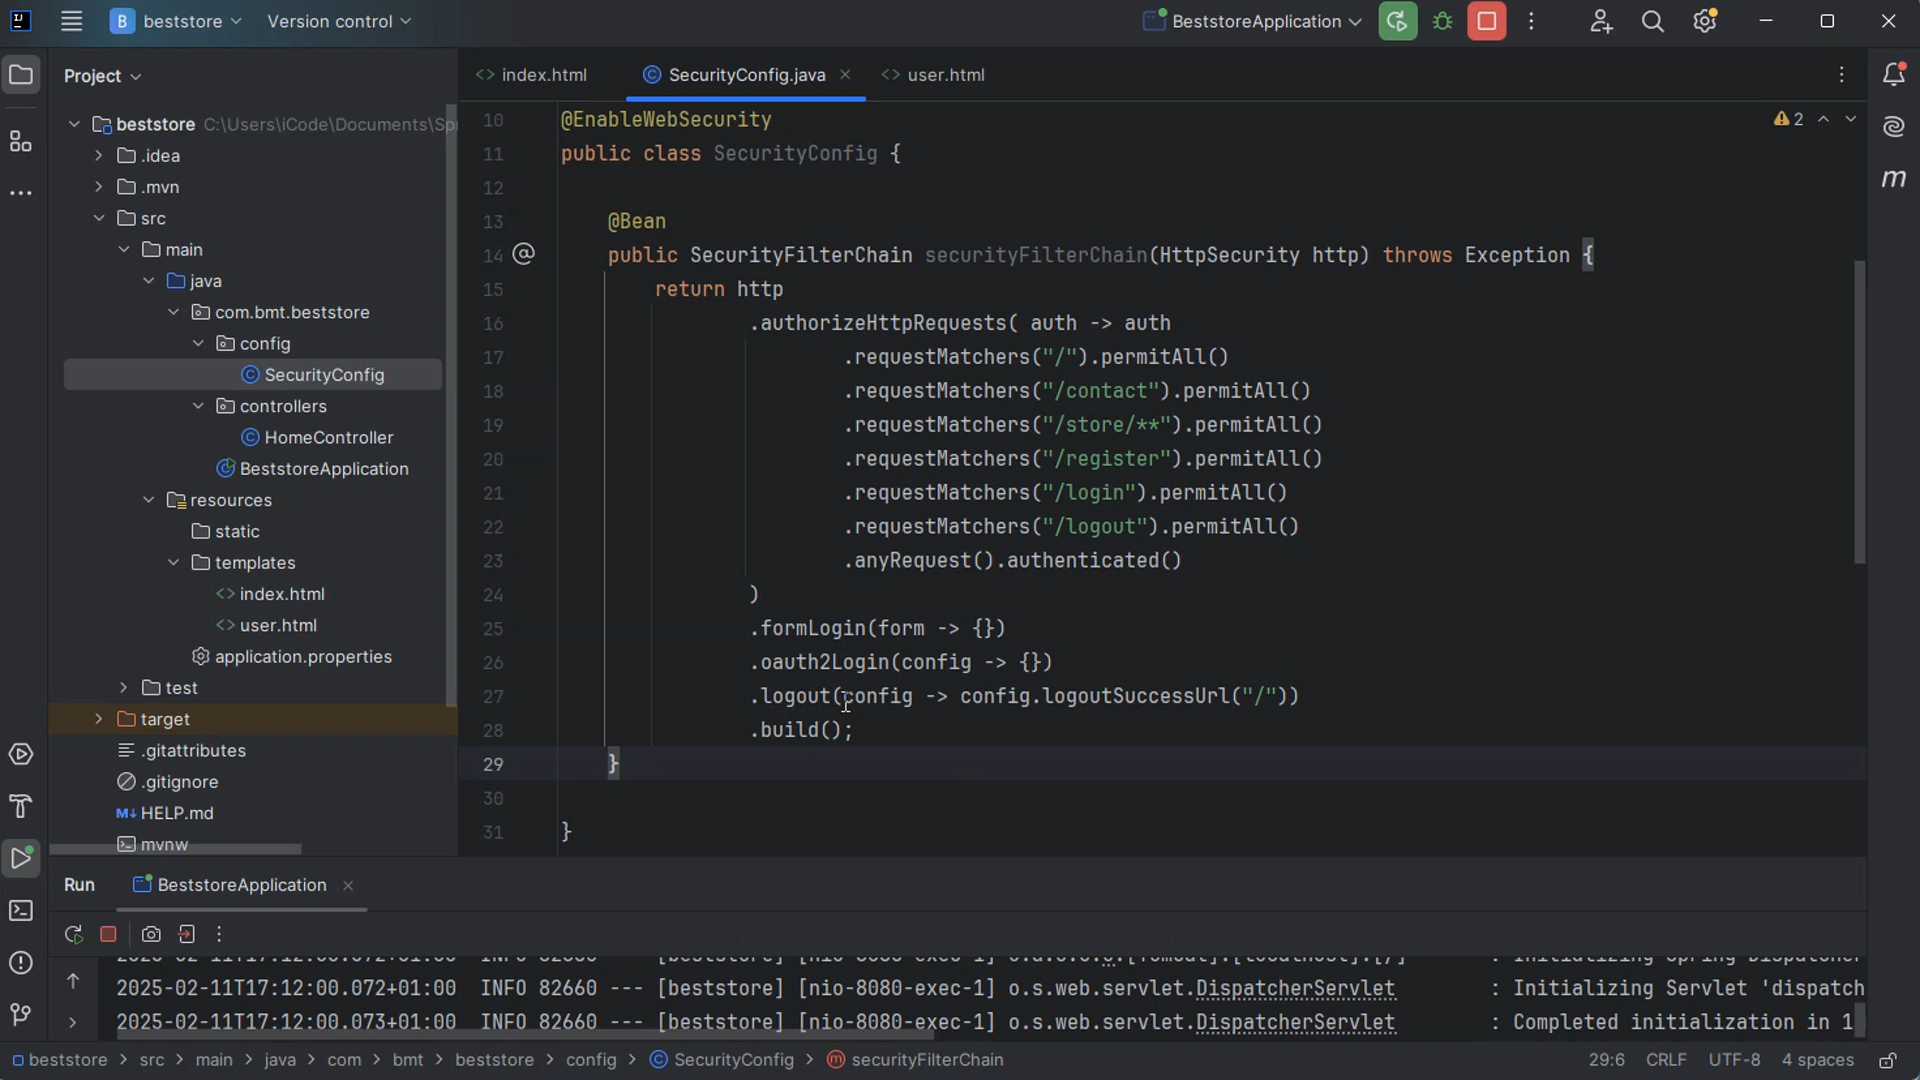 beststore
Version control
BeststoreApplication
Project
index.html
SecurityConfig.java
user.html
beststore C:\Users\iCode\Documents\Sp
.idea
.mvn
src
main
java
com.bmt.beststore
config
SecurityConfig
controllers
HomeController
BeststoreApplication
resources
static
templates
index.html
user.html
application.properties
test
target
.gitattributes
.gitignore
HELP.md
mvnw
2
10 @EnableWebSecurity
11 public class SecurityConfig {
12
13 @Bean
14 public SecurityFilterChain securityFilterChain(HttpSecurity http) throws Exception {
15 return http
16 .authorizeHttpRequests( auth -> auth
17 .requestMatchers("/").permitAll()
18 .requestMatchers("/contact").permitAll()
19 .requestMatchers("/store/**").permitAll()
20 .requestMatchers("/register").permitAll()
21 .requestMatchers("/login").permitAll()
22 .requestMatchers("/logout").permitAll()
23 .anyRequest().authenticated()
24 )
25 .formLogin(form -> {})
26 .oauth2Login(config -> {})
27 .logout(config -> config.logoutSuccessUrl("/"))
28 .build();
29 }
30
31 }
Run
BeststoreApplication
2025-02-11T17:12:00.072+01:00 INFO 82660 --- [beststore] [nio-8080-exec-1] o.s.web.servlet.DispatcherServlet : Initializing Servlet 'dispatch
2025-02-11T17:12:00.073+01:00 INFO 82660 --- [beststore] [nio-8080-exec-1] o.s.web.servlet.DispatcherServlet : Completed initialization in 1
beststore > src > main > java > com > bmt > beststore > config > SecurityConfig > securityFilterChain
29:6 CRLF UTF-8 4 spaces